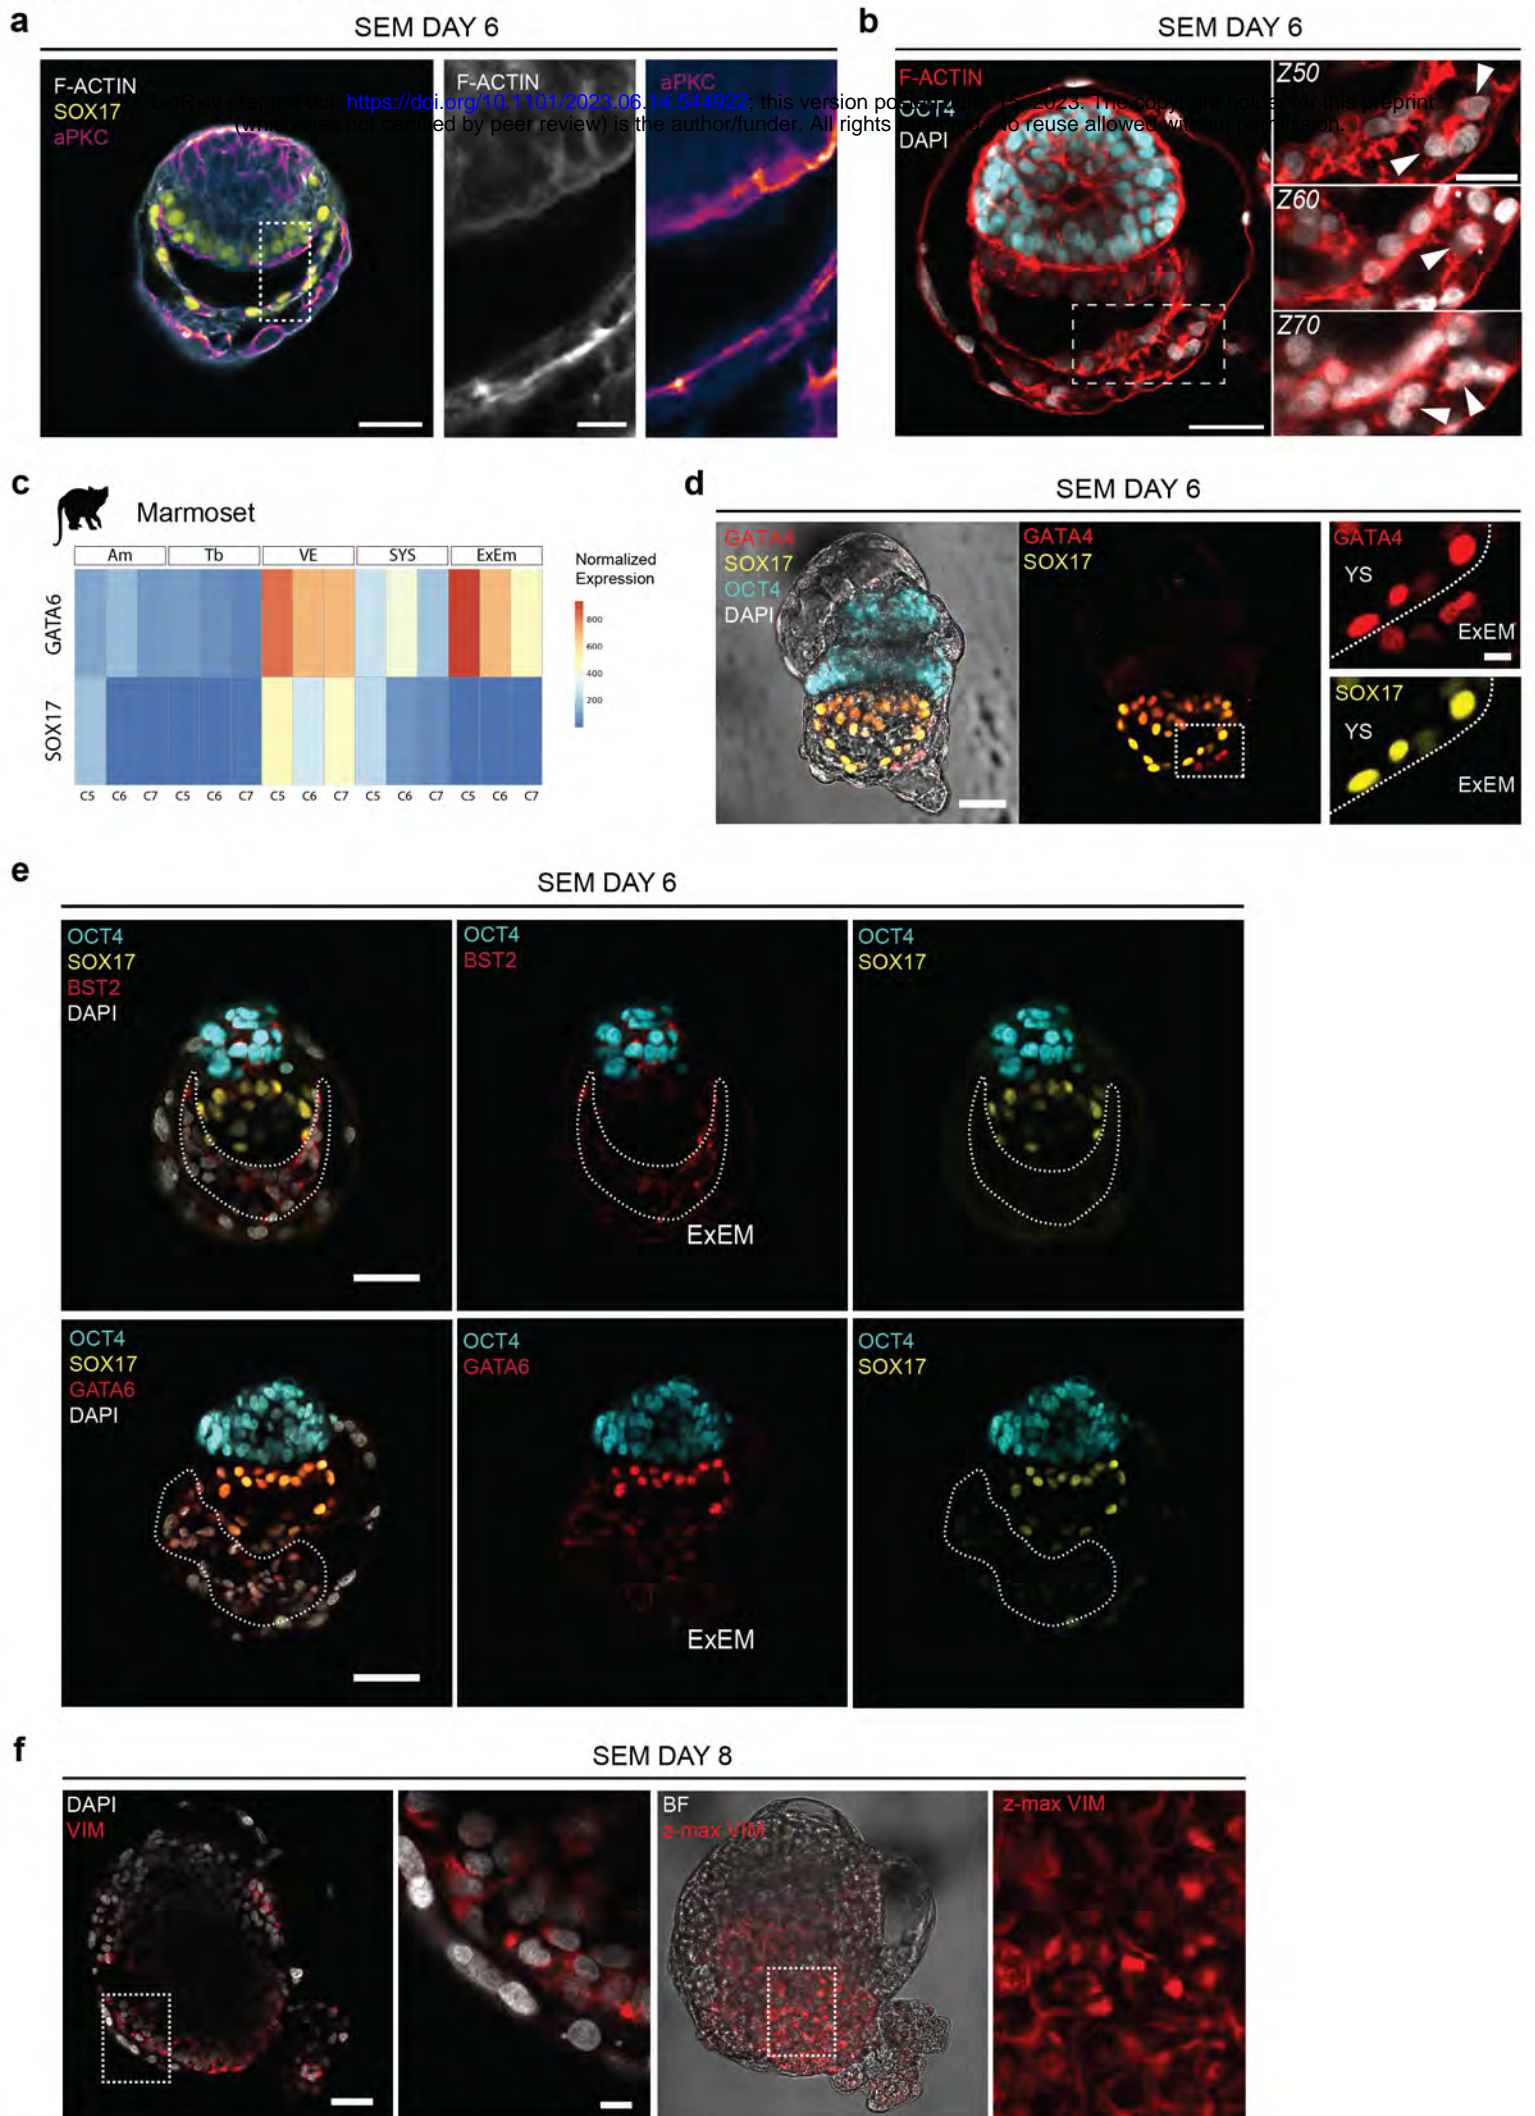 a
SEM DAY 6
F-ACTIN
SOX17
aPKC
F-ACTIN
aPKC
b
SEM DAY 6
F-ACTIN
OCT4
DAPI
Z50
Z60
Z70
bioRxiv preprint doi: https://doi.org/10.1101/2023.06.14.544922; this version posted June 15, 2023. The copyright holder for this preprint
(which was not certified by peer review) is the author/funder. All rights reserved. No reuse allowed without permission.
c
Marmoset
Am Tb VE SYS ExEm
GATA6
SOX17
C5 C6 C7 C5 C6 C7 C5 C6 C7 C5 C6 C7 C5 C6 C7
Normalized
Expression
800
600
400
200
d
SEM DAY 6
GATA4
SOX17
OCT4
DAPI
GATA4
SOX17
GATA4
YS
ExEM
SOX17
YS
ExEM
e
SEM DAY 6
OCT4
SOX17
BST2
DAPI
OCT4
BST2
ExEM
OCT4
SOX17
OCT4
SOX17
GATA6
DAPI
OCT4
GATA6
ExEM
OCT4
SOX17
f
SEM DAY 8
DAPI
VIM
BF
z-max VIM
z-max VIM